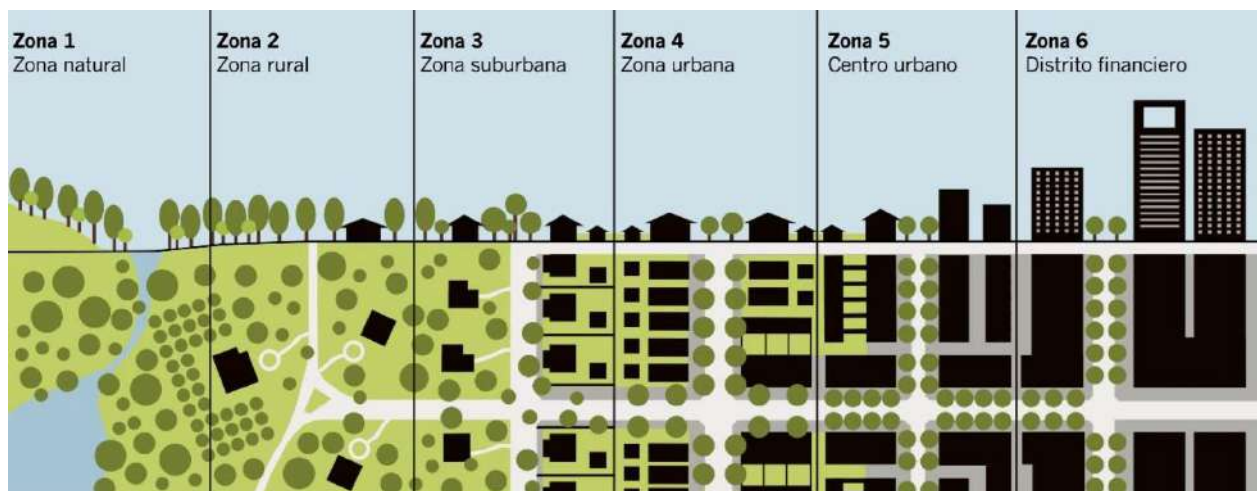 Zona 1
Zona natural
Zona 2
Zona rural
Zona 3
Zona suburbana
Zona 4
Zona urbana
Zona 5
Centro urbano
Zona 6
Distrito financiero